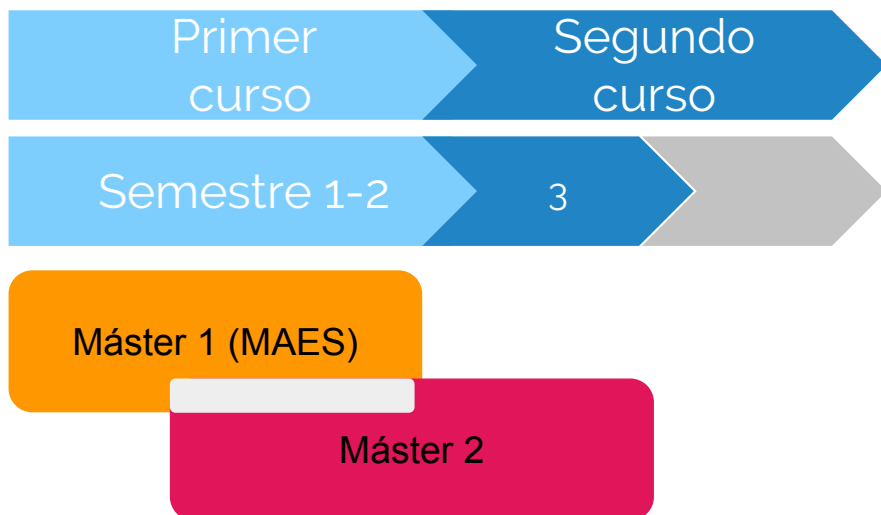 Primer
curso
Segundo
curso
Semestre 1-2
3
Máster 1 (MAES)
Máster 2